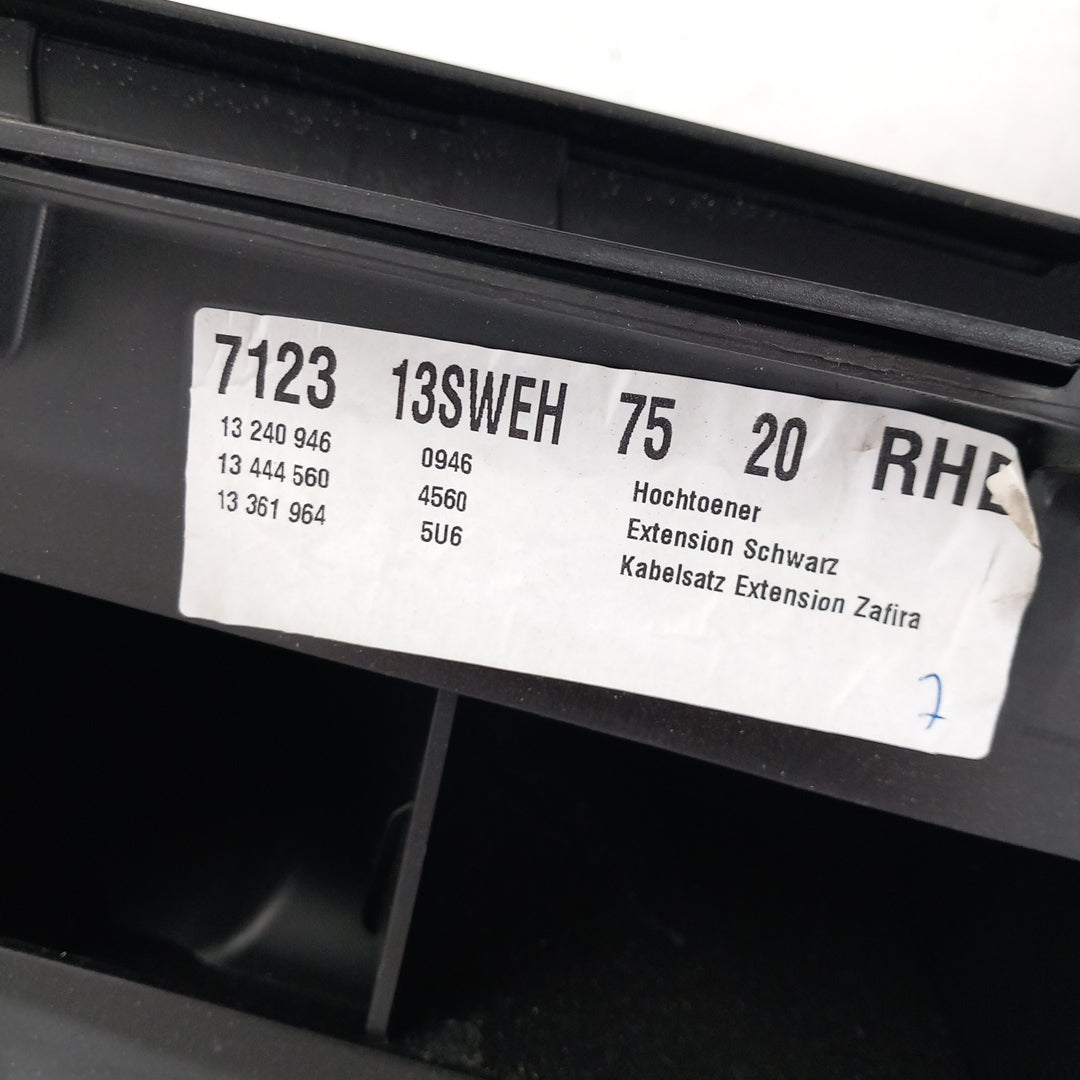 7123 13SWEH 75 20
13 240 946 0946 Hochtoener
13 444 560 4560 Extension Schwarz
13 361 964 5U6 Kabelsatz Extension Zafira
7